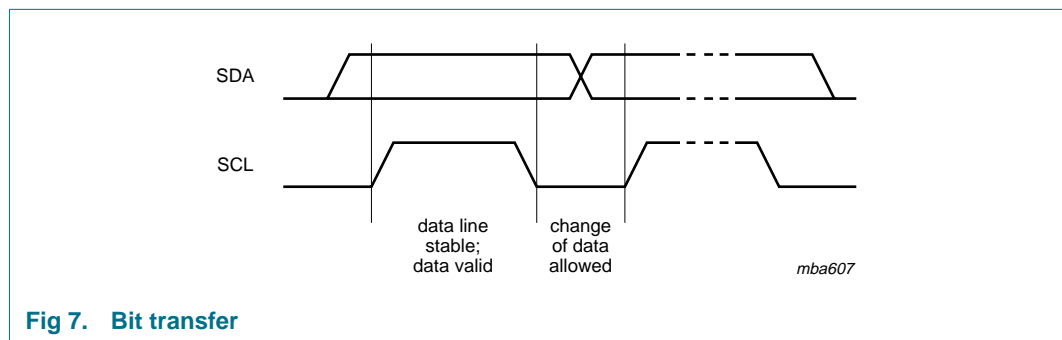 SDA
SCL
data line
stable;
data valid
change
of data
allowed
mba607
Fig 7. Bit transfer